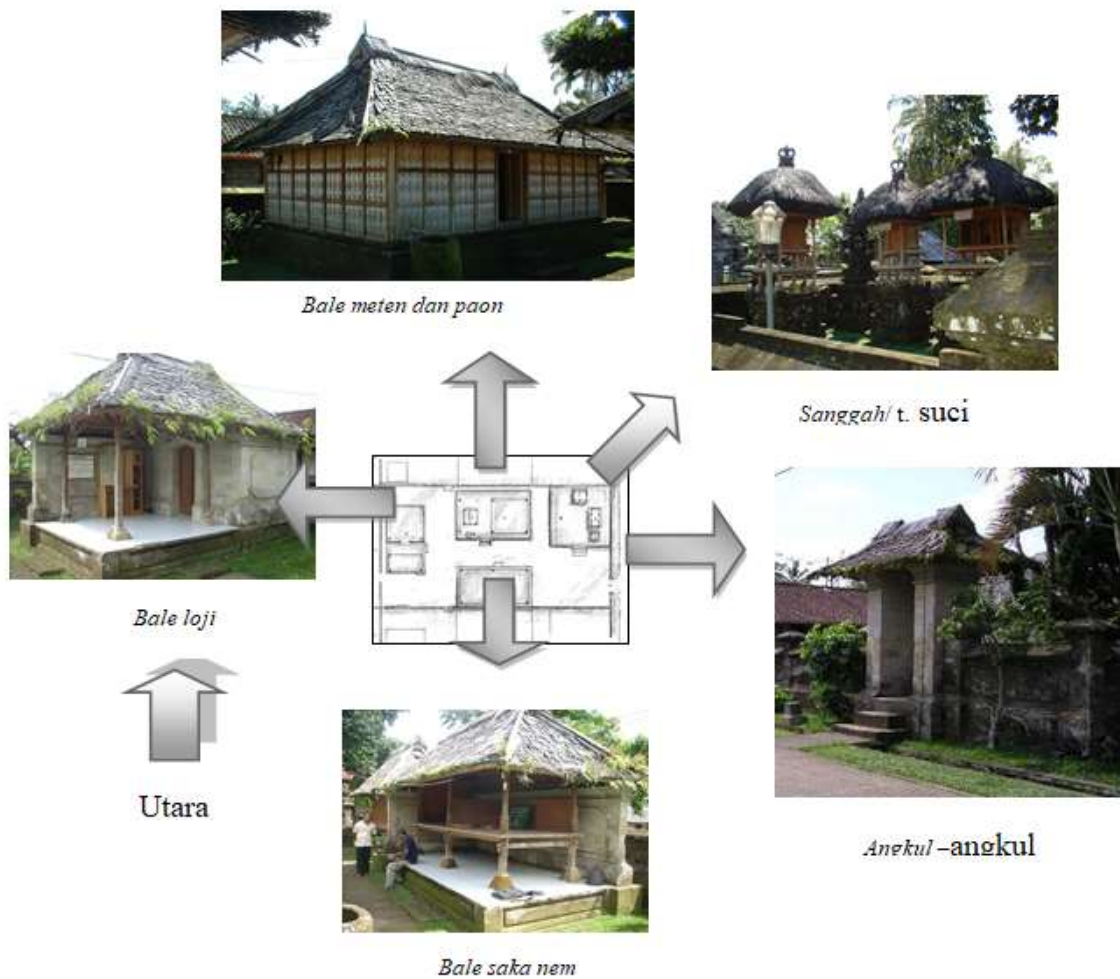 Bale meten dan paon
Sanggah/ t. suci
Bale loji
Utara
Angkul –angkul
Bale saka nem